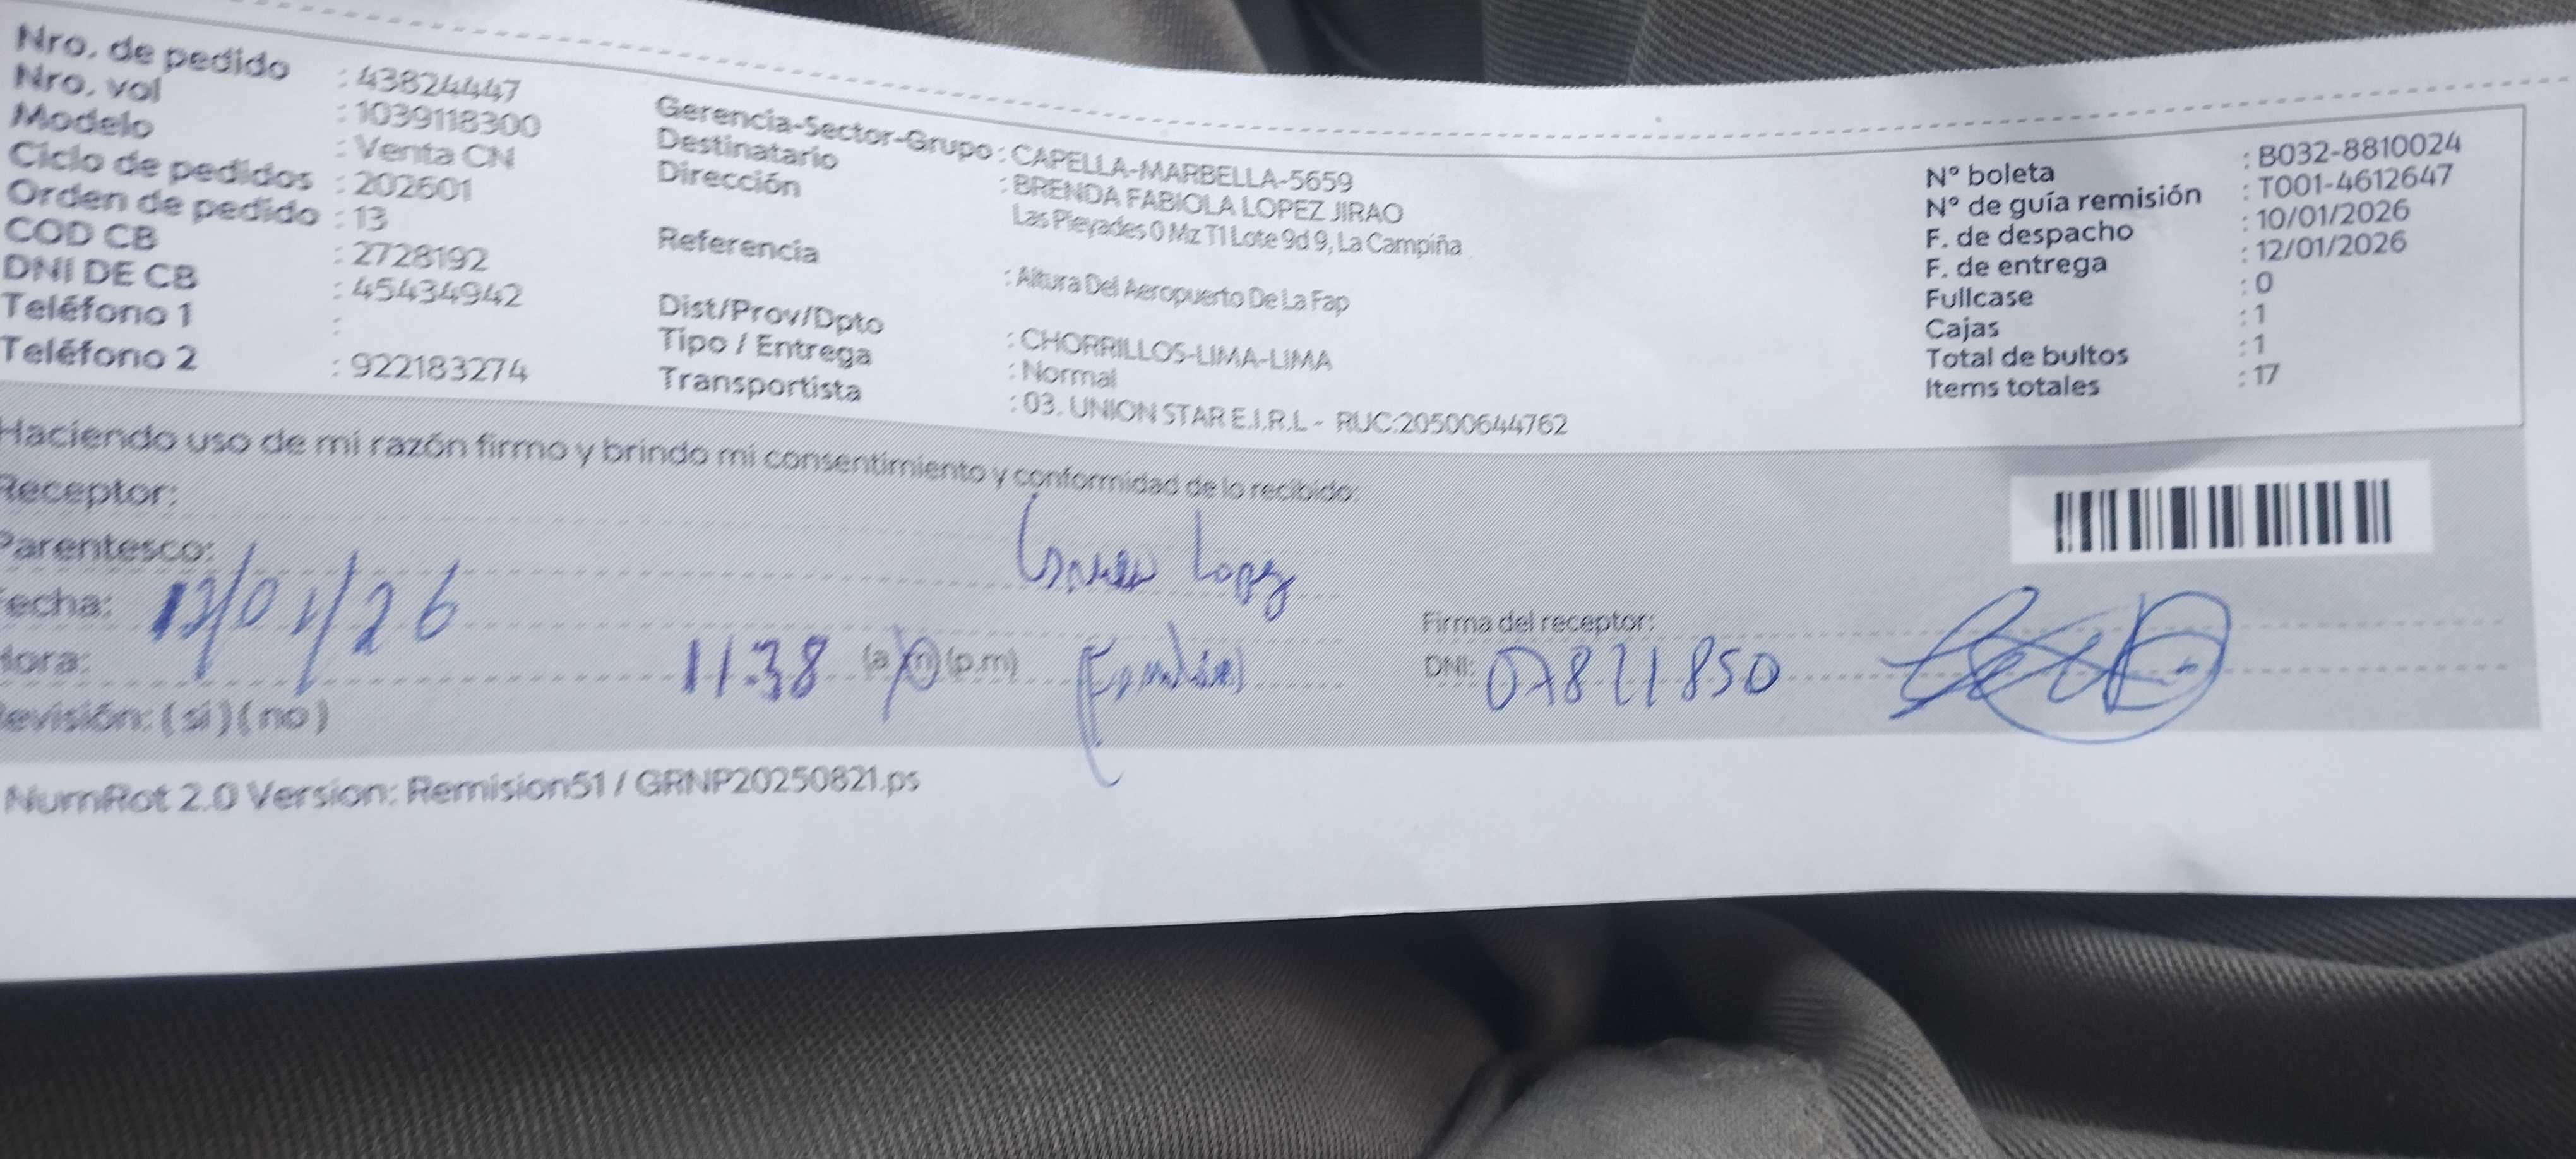 Nro. de pedido : 43824447
Nro. vol : 1039118300
Modelo : Venta CN
Ciclo de pedidos : 202601
Orden de pedido : 13
COD CB : 2728192
DNI DE CB : 45434942
Teléfono 1 :
Teléfono 2 : 922183274
Gerencia-Sector-Grupo : CAPELLA-MARBELLA-5659
Destinatario : BRENDA FABIOLA LOPEZ JIRAO
Dirección Las Pleyades 0 Mz T1 Lote 9d 9, La Campiña
Referencia : Altura Del Aeropuerto De La Fap
Dist/Prov/Dpto : CHORRILLOS-LIMA-LIMA
Tipo / Entrega : Normal
Transportista : 03. UNION STAR E.I.R.L - RUC:20500644762
N° boleta : B032-8810024
N° de guía remisión : T001-4612647
F. de despacho : 10/01/2026
F. de entrega : 12/01/2026
Fullcase : 0
Cajas : 1
Total de bultos : 1
Items totales : 17
Haciendo uso de mi razón firmo y brindo mi consentimiento y conformidad de lo recibido:
Receptor:
Lopez
Parentesco:
Fecha: 12/01/26
Hora: 11:38 (a.m) (p.m)
Firma del receptor:
DNI: 07821850
Revisión: ( si ) ( no )
NumRot 2.0 Version: Remision51 / GRNP20250821.ps